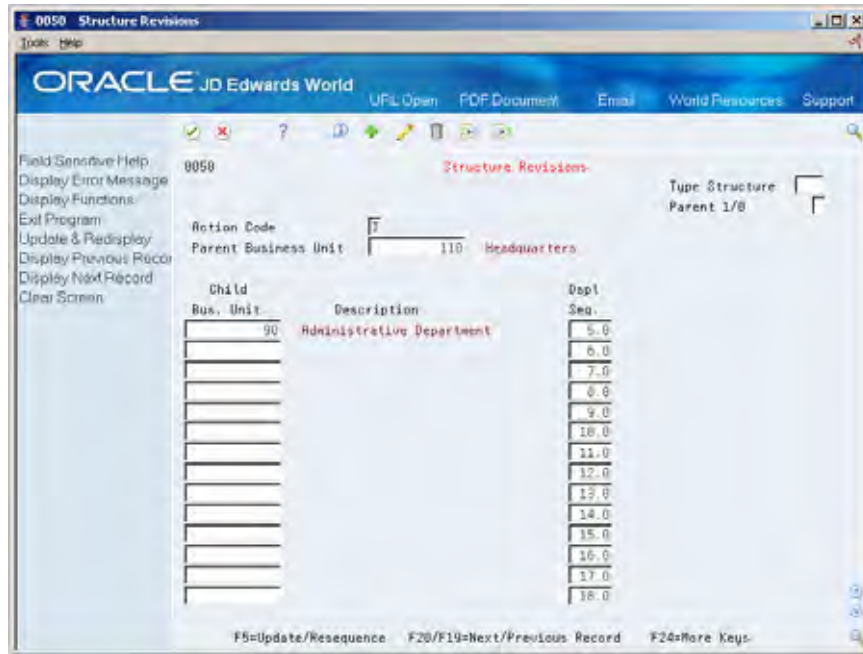 0050 Structure Revisions
Tools Help
ORACLE JD Edwards World
URL Open PDF Document Email World Resources Support
Field Sensitive Help
Display Error Message
Display Functions
Exit Program
Update & Redisplay
Display Previous Recor
Display Next Record
Clear Screen
0050 Structure Revisions
Type Structure
Parent 1/0
Action Code I
Parent Business Unit 110 Headquarters
Child Dspl
Bus. Unit Description Seq.
90 Administrative Department 5.0
6.0
7.0
8.0
9.0
10.0
11.0
12.0
13.0
14.0
15.0
16.0
17.0
18.0
F5=Update/Resequence F20/F19=Next/Previous Record F24=More Keys